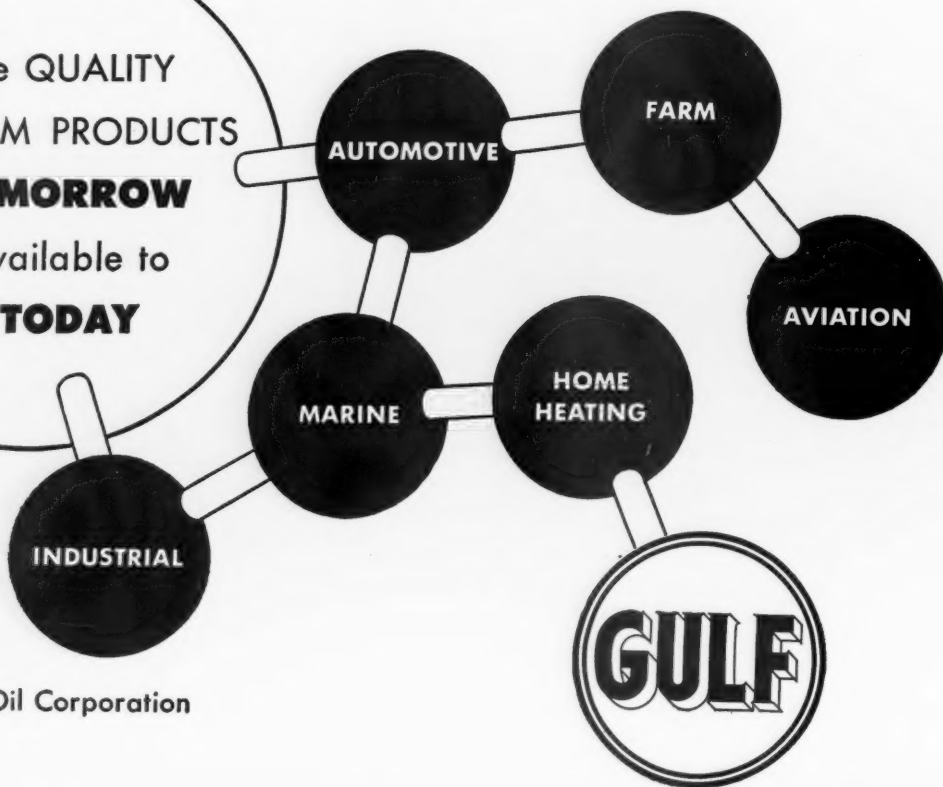 e QUALITY
M PRODUCTS
MORROW
vailable to
TODAY
AUTOMOTIVE
FARM
AVIATION
MARINE
HOME
HEATING
INDUSTRIAL
GULF
Oil Corporation